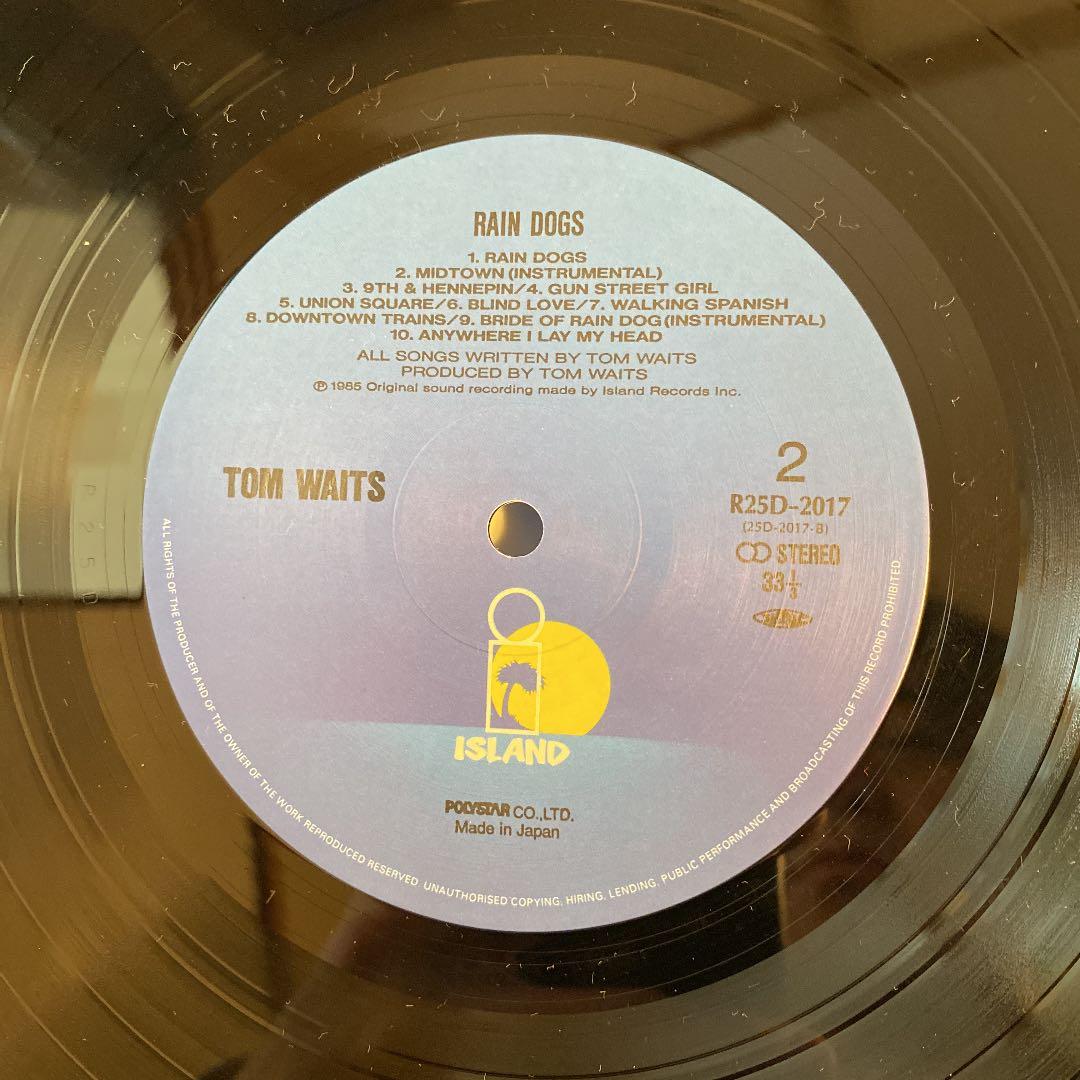 RAIN DOGS
1. RAIN DOGS
2. MIDTOWN (INSTRUMENTAL)
3. 9TH & HENNEPIN/4. GUN STREET GIRL
5. UNION SQUARE/6. BLIND LOVE/7. WALKING SPANISH
8. DOWNTOWN TRAINS/9. BRIDE OF RAIN DOG (INSTRUMENTAL)
10. ANYWHERE I LAY MY HEAD
ALL SONGS WRITTEN BY TOM WAITS
PRODUCED BY TOM WAITS
℗ 1985 Original sound recording made by Island Records Inc.
TOM WAITS
2
R25D-2017
(25D-2017-B)
STEREO
33 1/3
ISLAND
POLYSTAR CO.,LTD.
Made in Japan
ALL RIGHTS OF THE PRODUCER AND OF THE OWNER OF THE WORK REPRODUCED RESERVED UNAUTHORISED COPYING, HIRING, LENDING, PUBLIC PERFORMANCE AND BROADCASTING OF THIS RECORD PROHIBITED